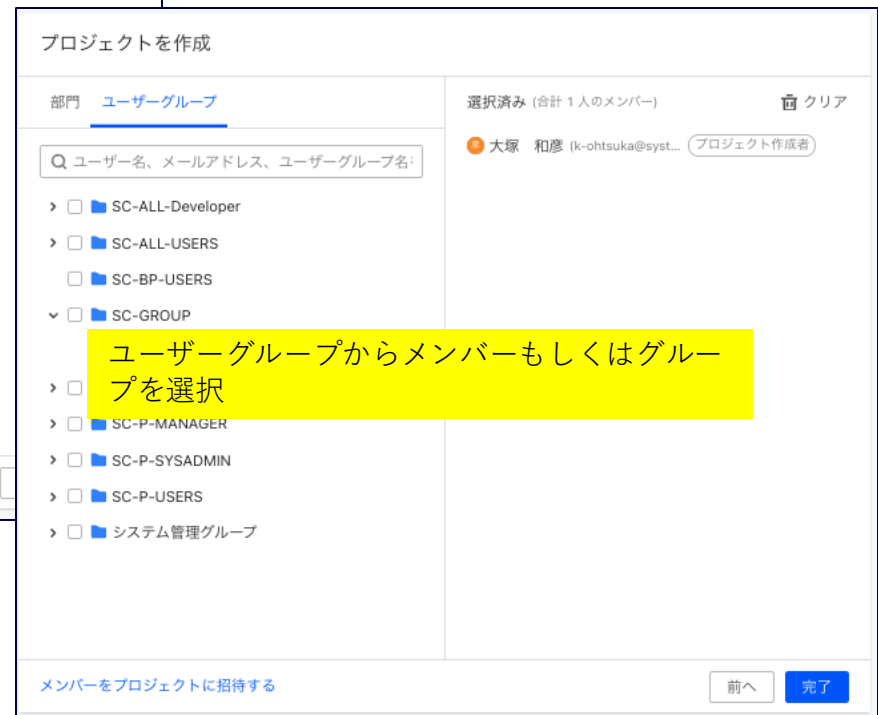 プロジェクトを作成
部門 ユーザーグループ
ユーザー名、メールアドレス、ユーザーグループ名
SC-ALL-Developer
SC-ALL-USERS
SC-BP-USERS
SC-GROUP
ユーザーグループからメンバーもしくはグルー
プを選択
SC-P-MANAGER
SC-P-SYSADMIN
SC-P-USERS
システム管理グループ
選択済み (合計 1 人のメンバー) クリア
大塚 和彦 (k-ohtsuka@syst... プロジェクト作成者
メンバーをプロジェクトに招待する
前へ 完了